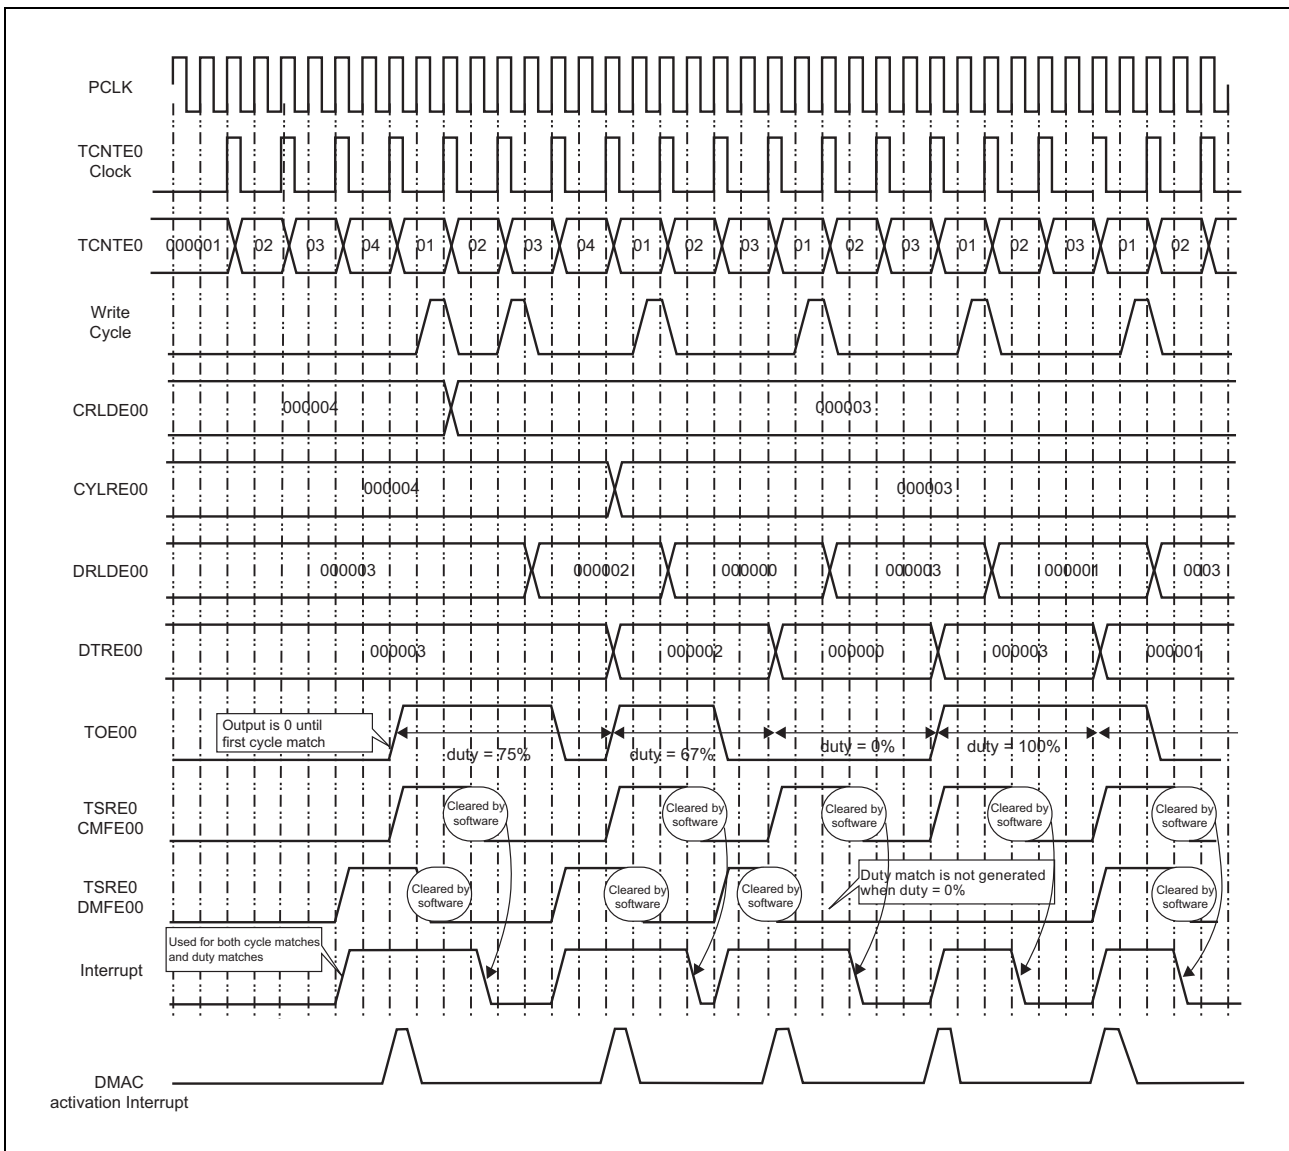 PCLK
TCNTE0
Clock
TCNTE0
000001 02 03 04 01 02 03 04 01 02 03 01 02 03 01 02 03 01 02
Write
Cycle
CRLDE00
000004 000003
CYLRE00
000004 000003
DRLDE00
000003 000002 000000 000003 000001 0003
DTRE00
000003 000002 000000 000003 000001
TOE00
Output is 0 until
first cycle match
duty = 75% duty = 67% duty = 0% duty = 100%
TSRE0
CMFE00
Cleared by
software
Cleared by
software
Cleared by
software
Cleared by
software
Cleared by
software
TSRE0
DMFE00
Cleared by
software
Cleared by
software
Cleared by
software
Duty match is not generated
when duty = 0%
Cleared by
software
Used for both cycle matches
and duty matches
Interrupt
DMAC
activation Interrupt